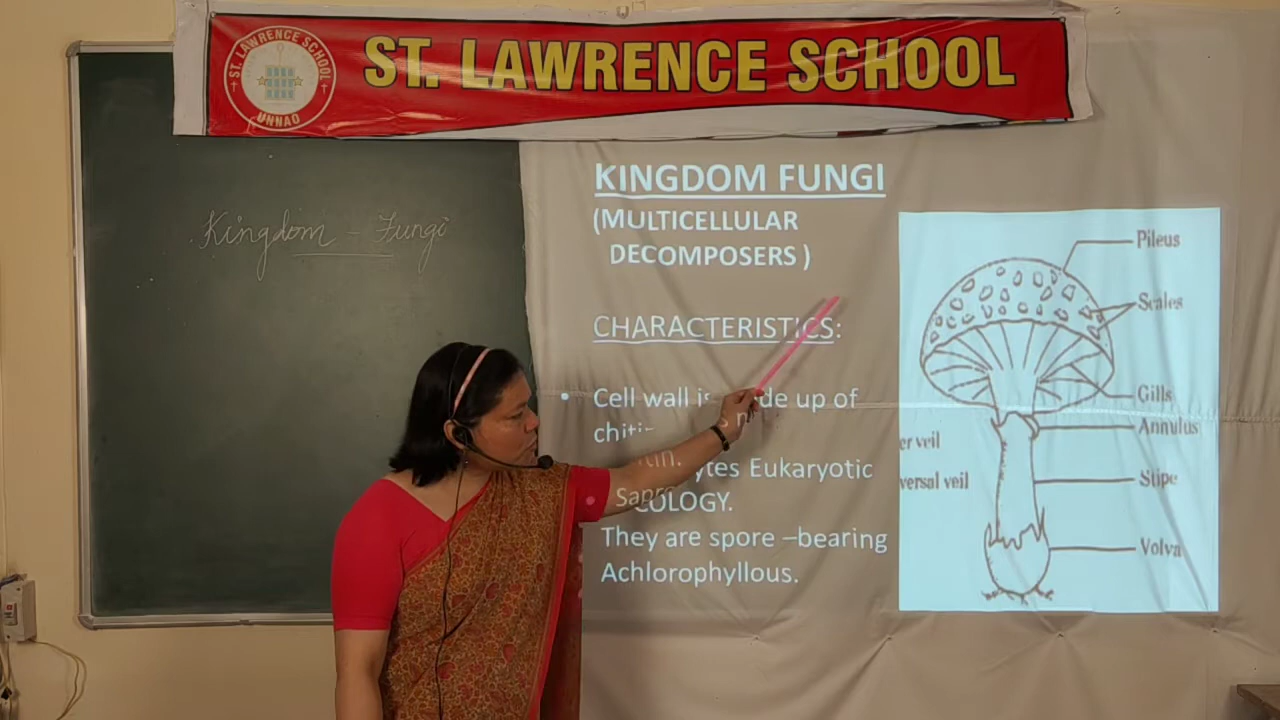 ST. LAWRENCE SCHOOL
ST. LAWRENCE SCHOOL
UNNAO
Kingdom - Fungi
KINGDOM FUNGI
(MULTICELLULAR
DECOMPOSERS )
CHARACTERISTICS:
• Cell wall is up of
Eukaryotic
They are spore –bearing
Achlorophyllous.
Pileus
Scales
Gills
Annulus
Stipe
Volva
er veil
versal veil